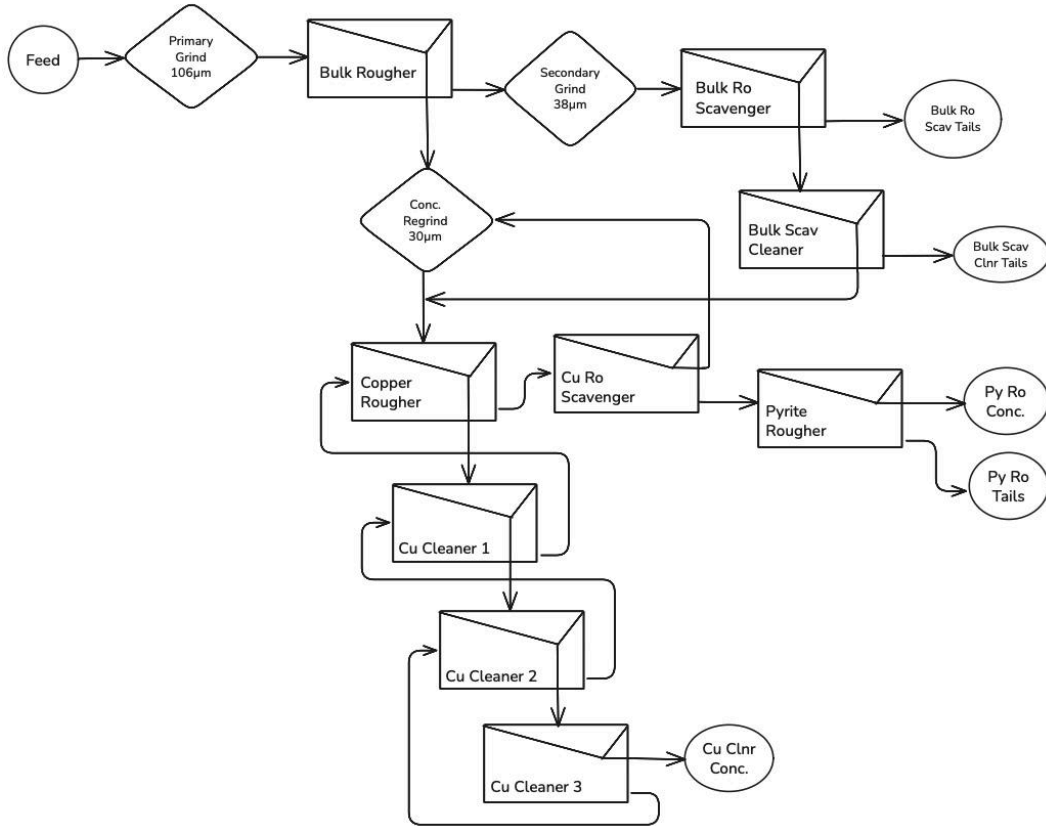 Feed
Primary
Grind
106µm
Bulk Rougher
Secondary
Grind
38µm
Bulk Ro
Scavenger
Bulk Ro
Scav Tails
Conc.
Regrind
30µm
Bulk Scav
Cleaner
Bulk Scav
Clnr Tails
Copper
Rougher
Cu Ro
Scavenger
Pyrite
Rougher
Py Ro
Conc.
Py Ro
Tails
Cu Cleaner 1
Cu Cleaner 2
Cu Cleaner 3
Cu Clnr
Conc.